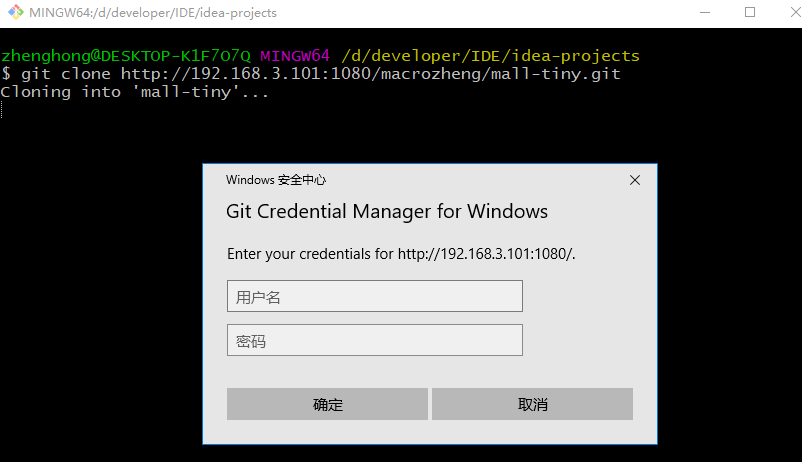 MINGW64:/d/developer/IDE/idea-projects
zhenghong@DESKTOP-K1F7O7Q MINGW64 /d/developer/IDE/idea-projects
$ git clone http://192.168.3.101:1080/macrozheng/mall-tiny.git
Cloning into 'mall-tiny'...
Windows 安全中心
Git Credential Manager for Windows
Enter your credentials for http://192.168.3.101:1080/.
用户名
密码
确定 取消